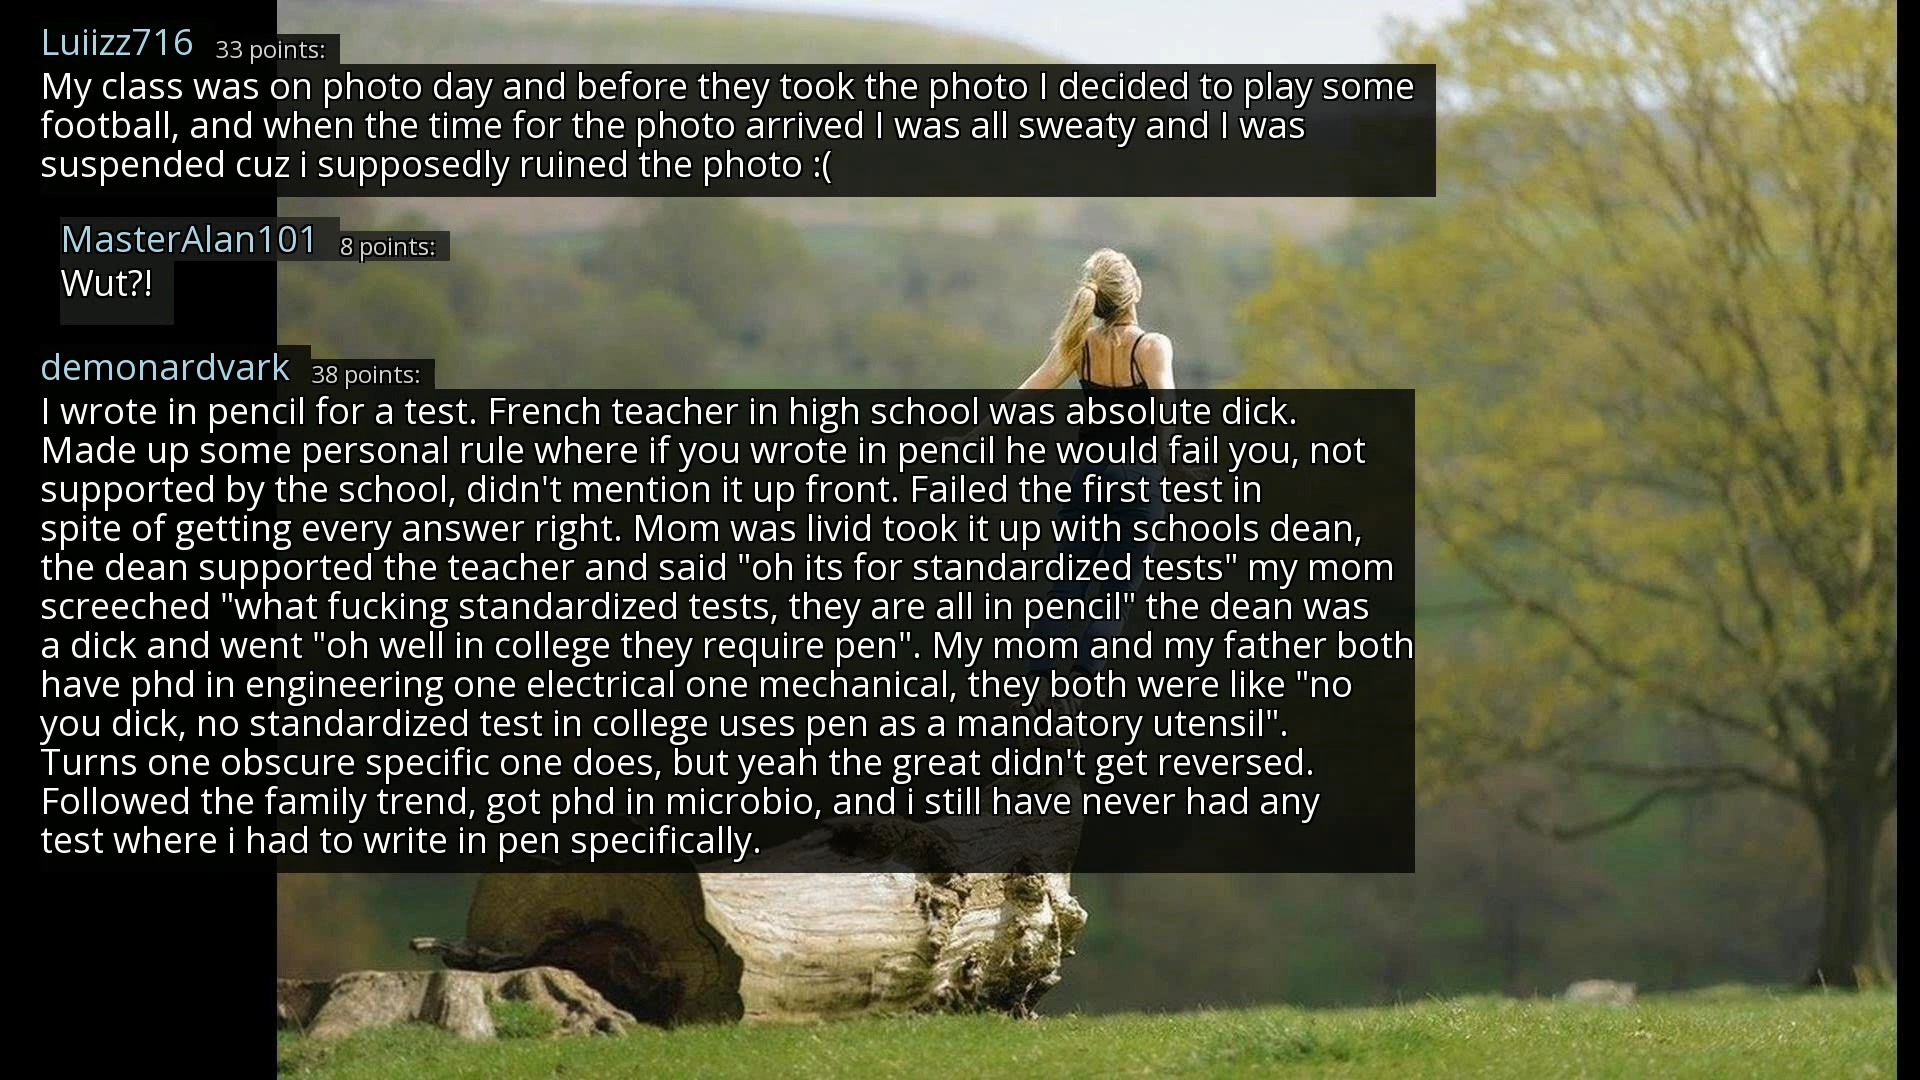 Luiizz716 33 points:
My class was on photo day and before they took the photo I decided to play some
football, and when the time for the photo arrived I was all sweaty and I was
suspended cuz i supposedly ruined the photo :(
MasterAlan101 8 points:
Wut?!
demonardvark 38 points:
I wrote in pencil for a test. French teacher in high school was absolute dick.
Made up some personal rule where if you wrote in pencil he would fail you, not
supported by the school, didn't mention it up front. Failed the first test in
spite of getting every answer right. Mom was livid took it up with schools dean,
the dean supported the teacher and said "oh its for standardized tests" my mom
screeched "what fucking standardized tests, they are all in pencil" the dean was
a dick and went "oh well in college they require pen". My mom and my father both
have phd in engineering one electrical one mechanical, they both were like "no
you dick, no standardized test in college uses pen as a mandatory utensil".
Turns one obscure specific one does, but yeah the great didn't get reversed.
Followed the family trend, got phd in microbio, and i still have never had any
test where i had to write in pen specifically.